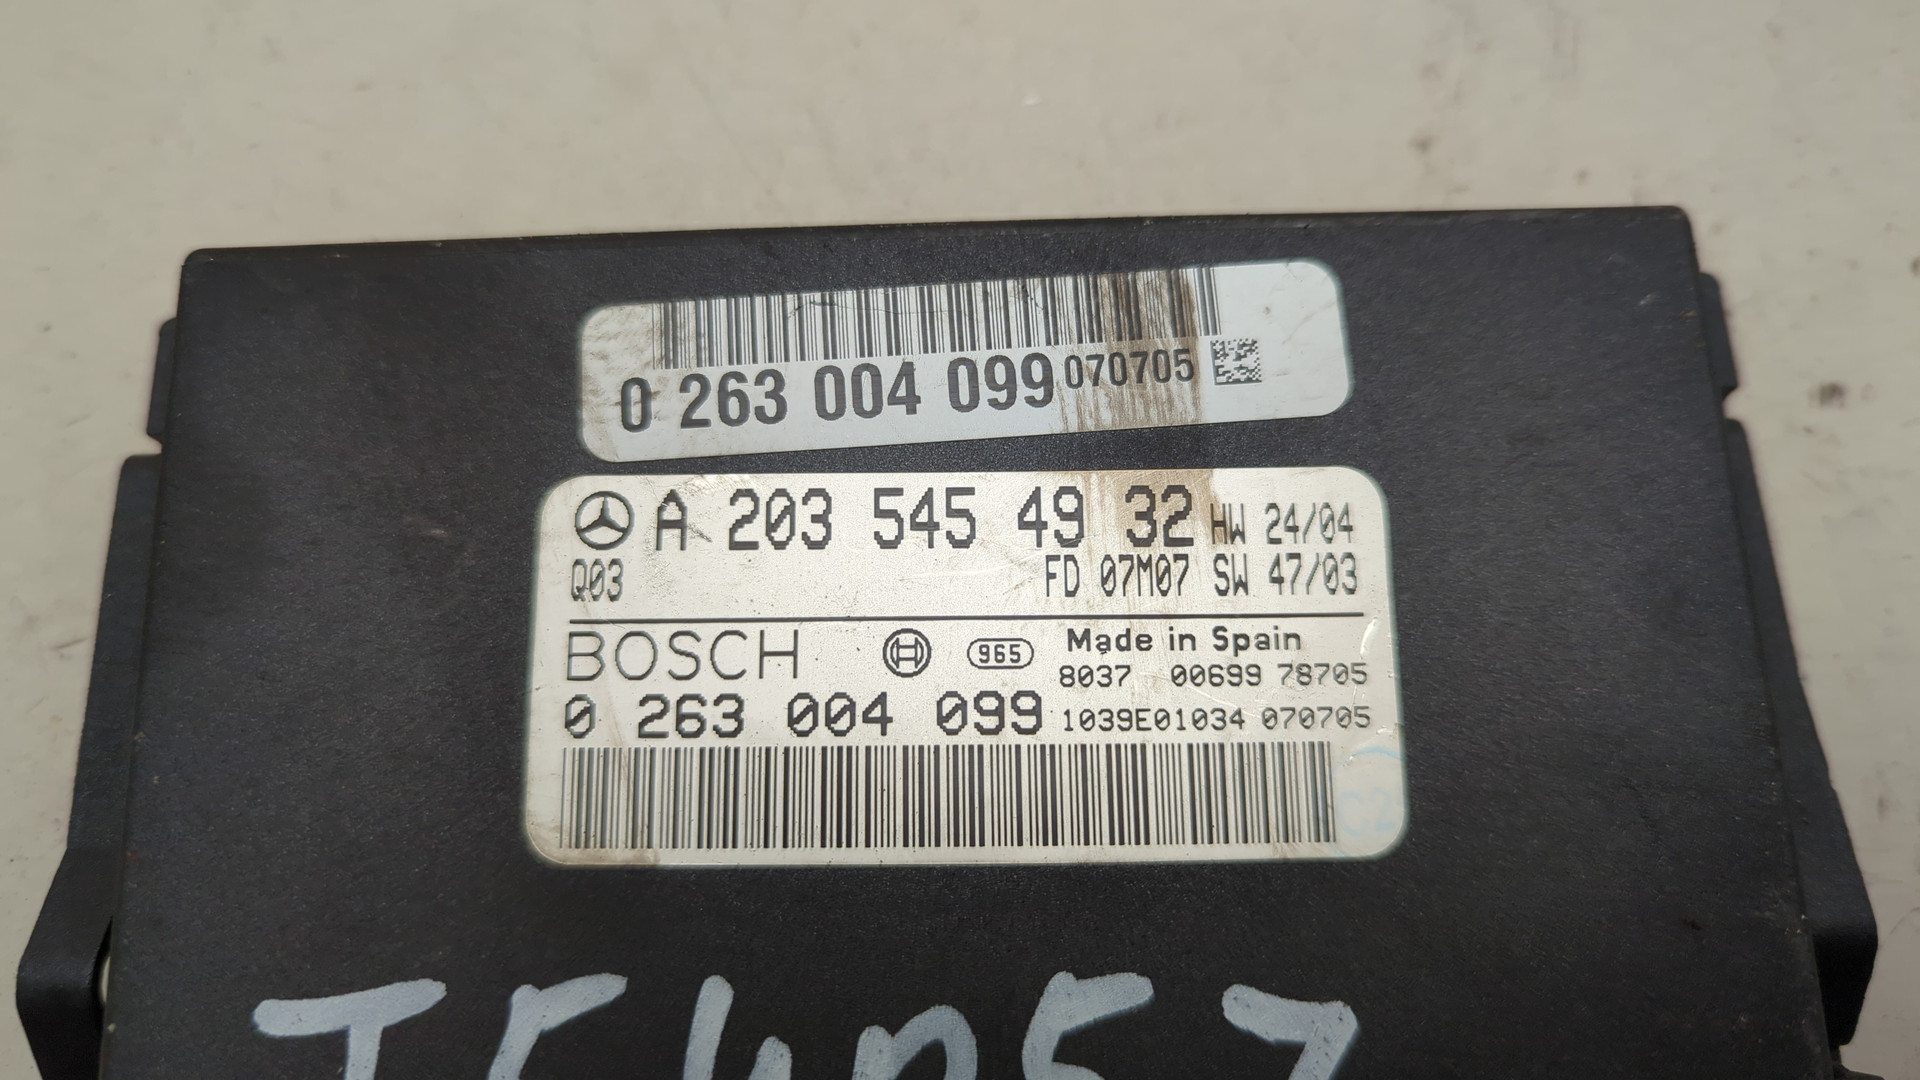 0 263 004 099 070705
A 203 545 49 32 HW 24/04
Q03 FD 07M07 SW 47/03
BOSCH 965 Made in Spain
8037 00699 78705
0 263 004 099 1039E01034 070705